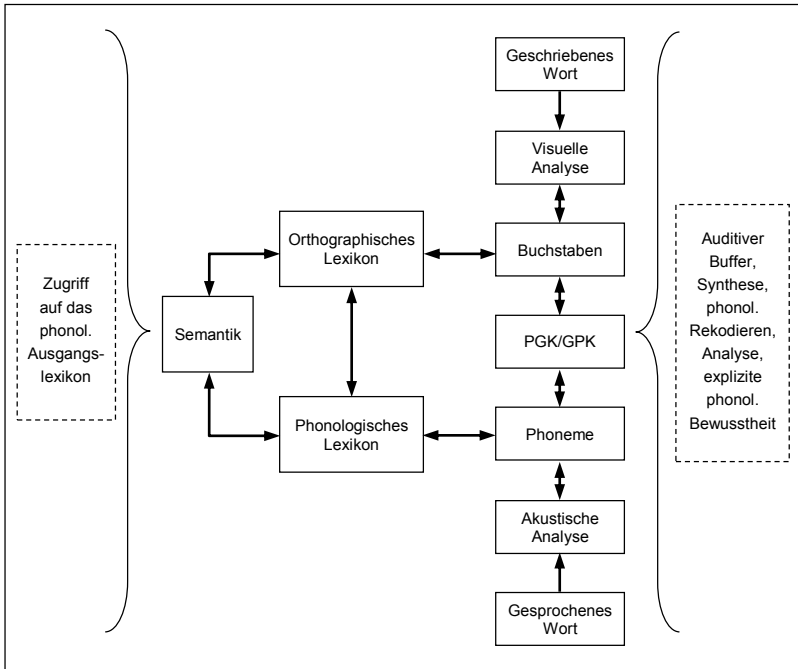 Geschriebenes
Wort
Visuelle
Analyse
Orthographisches
Lexikon
Buchstaben
Zugriff
auf das
phonol.
Ausgangs-
lexikon
Semantik
PGK/GPK
Auditiver
Buffer,
Synthese,
phonol.
Rekodieren,
Analyse,
explizite
phonol.
Bewusstheit
Phonologisches
Lexikon
Phoneme
Akustische
Analyse
Gesprochenes
Wort